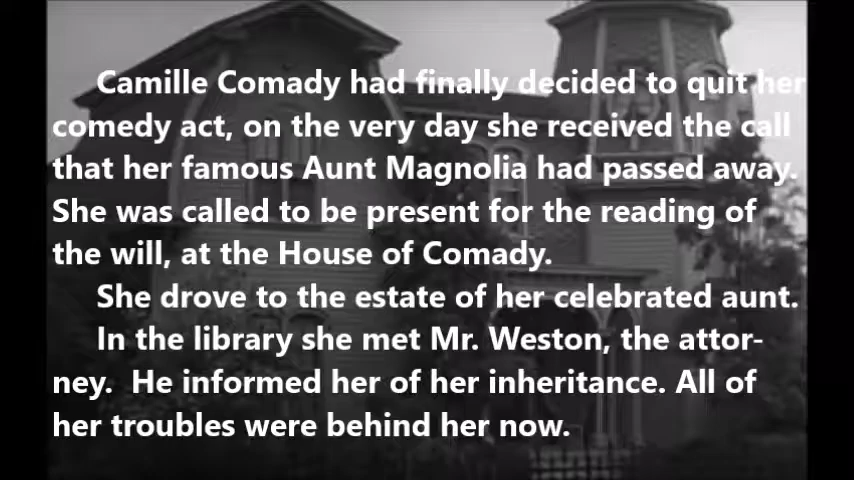 Camille Comady had finally decided to quit her
comedy act, on the very day she received the call
that her famous Aunt Magnolia had passed away.
She was called to be present for the reading of
the will, at the House of Comady.
She drove to the estate of her celebrated aunt.
In the library she met Mr. Weston, the attor-
ney.  He informed her of her inheritance. All of
her troubles were behind her now.